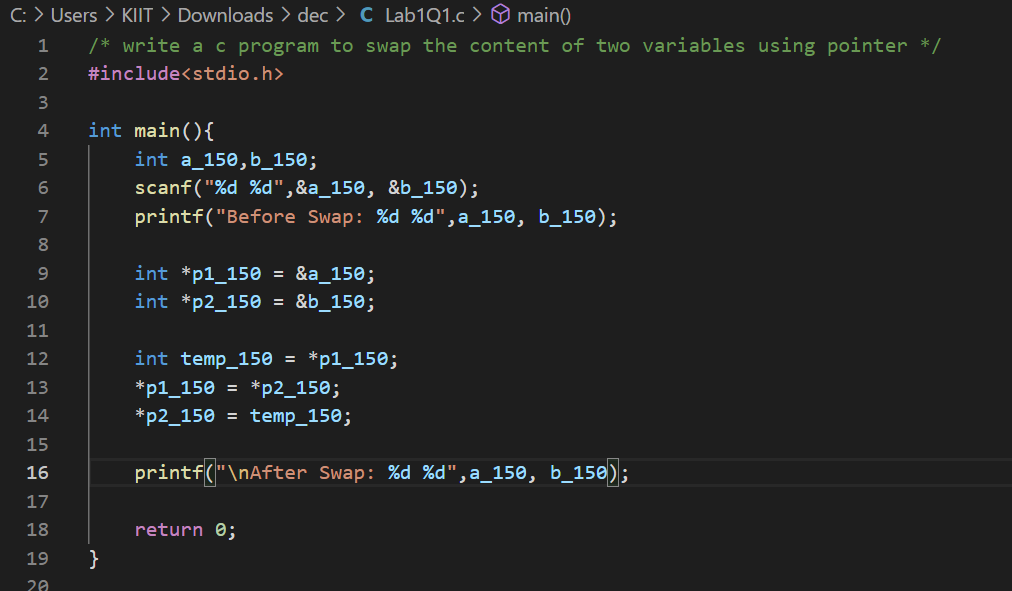 C: > Users > KIIT > Downloads > dec > C Lab1Q1.c > main()
1 /* write a c program to swap the content of two variables using pointer */
2 #include<stdio.h>
3
4 int main(){
5     int a_150,b_150;
6     scanf("%d %d",&a_150, &b_150);
7     printf("Before Swap: %d %d",a_150, b_150);
8
9     int *p1_150 = &a_150;
10     int *p2_150 = &b_150;
11
12     int temp_150 = *p1_150;
13     *p1_150 = *p2_150;
14     *p2_150 = temp_150;
15
16     printf("\nAfter Swap: %d %d",a_150, b_150);
17
18     return 0;
19 }
20